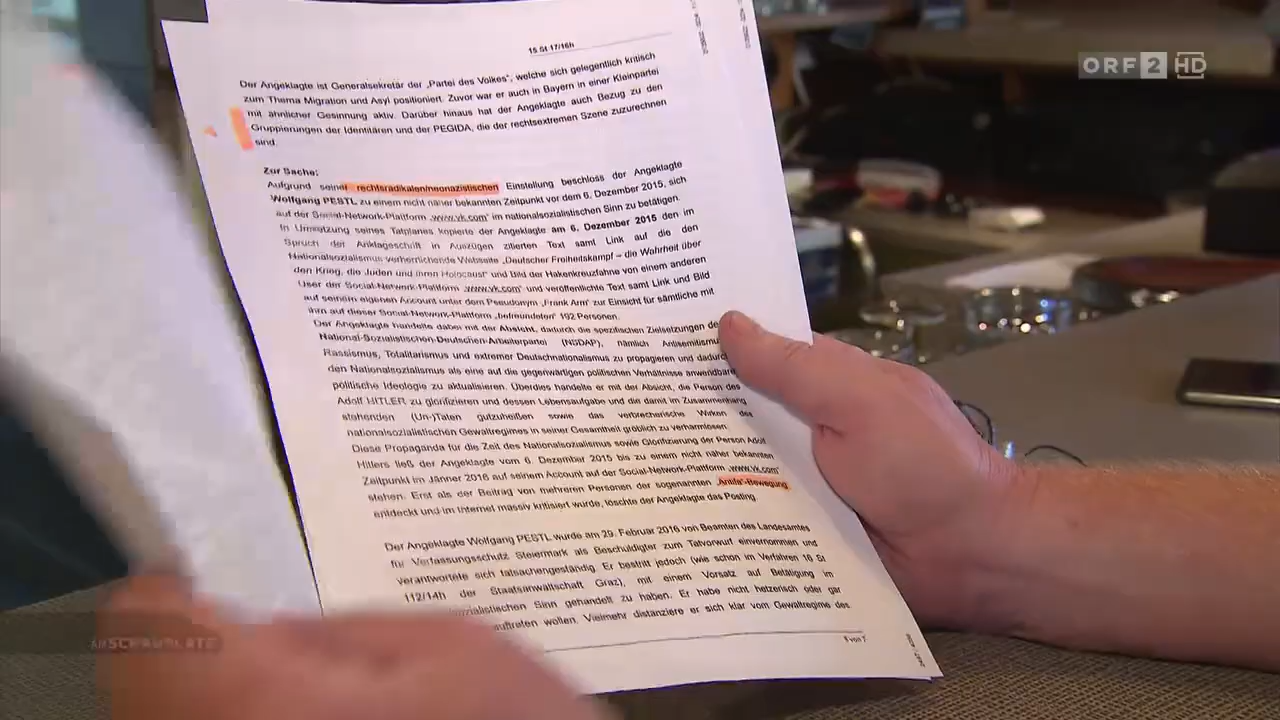 ORF 2 HD
15 St 17/16h
Der Angeklagte ist Generalsekretär der „Partei des Volkes“, welche sich gelegentlich kritisch
zum Thema Migration und Asyl positioniert. Zuvor war er auch in Bayern in einer Kleinpartei
mit ähnlicher Gesinnung aktiv. Darüber hinaus hat der Angeklagte auch Bezug zu den
Gruppierungen der Identitären und der PEGIDA, die der rechtsextremen Szene zuzurechnen
sind.
Zur Sache:
Aufgrund seiner rechtsradikalen/neonazistischen Einstellung beschloss der Angeklagte
Wolfgang PESTL zu einem nicht näher bekannten Zeitpunkt vor dem 6. Dezember 2015, sich
auf der Social-Network-Plattform „www.vk.com“ im nationalsozialistischen Sinn zu betätigen.
In Umsetzung seines Tatplanes kopierte der Angeklagte am 6. Dezember 2015 den im
Spruch der Anklageschrift in Auszügen zitierten Text samt Link auf die den
Nationalsozialismus verherrlichende Webseite „Deutscher Freiheitskampf – die Wahrheit über
den Krieg, die Juden und ihren Holocaust“ und Bild der Hakenkreuzfahne von einem anderen
User der Social-Network-Plattform „www.vk.com“ und veröffentlichte Text samt Link und Bild
auf seinem eigenen Account unter dem Pseudonym „Frank Arm“ zur Einsicht für sämtliche mit
ihm auf dieser Social-Network-Plattform „befreundeten“ 192 Personen.
Der Angeklagte handelte dabei mit der Absicht, dadurch die spezifischen Zielsetzungen de
National-Sozialistischen-Deutschen-Arbeiterpartei (NSDAP), nämlich Antisemitismu
Rassismus, Totalitarismus und extremer Deutschnationalismus zu propagieren und dadurc
den Nationalsozialismus als eine auf die gegenwärtigen politischen Verhältnisse anwendbare
politische Ideologie zu aktualisieren. Überdies handelte er mit der Absicht, die Person des
Adolf HITLER zu glorifizieren und dessen Lebensaufgabe und die damit im Zusammenhang
stehenden (Un-)Taten gutzuheißen sowie das verbrecherische Wirken des
nationalsozialistischen Gewaltregimes in seiner Gesamtheit gröblich zu verharmlosen.
Diese Propaganda für die Zeit des Nationalsozialismus sowie Glorifizierung der Person Adolf
Hitlers ließ der Angeklagte vom 6. Dezember 2015 bis zu einem nicht näher bekannten
Zeitpunkt im Jänner 2016 auf seinem Account auf der Social-Network-Plattform „www.vk.com“
stehen. Erst als der Beitrag von mehreren Personen der sogenannten „Antifa“-Bewegung
entdeckt und im Internet massiv kritisiert wurde, löschte der Angeklagte das Posting.
Der Angeklagte Wolfgang PESTL wurde am 29. Februar 2016 von Beamten des Landesamtes
für Verfassungsschutz Steiermark als Beschuldigter zum Tatvorwurf einvernommen und
verantwortete sich tatsachengeständig. Er bestritt jedoch (wie schon im Verfahren 16 St
112/14h der Staatsanwaltschaft Graz), mit einem Vorsatz auf Betätigung im
zialistischen Sinn gehandelt zu haben. Er habe nicht hetzerisch oder gar
auftreten wollen. Vielmehr distanziere er sich klar vom Gewaltregime des
5 von 7
AM SCHAUPLATZ